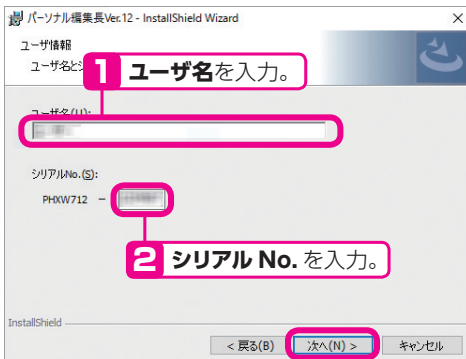 パーソナル編集長Ver.12 - InstallShield Wizard
ユーザ情報
ユーザ名とシ
1 ユーザ名を入力。
ユーザ名(U):
シリアルNo.(S):
PHXW712 -
2 シリアル No. を入力。
InstallShield
< 戻る(B) 次へ(N) > キャンセル